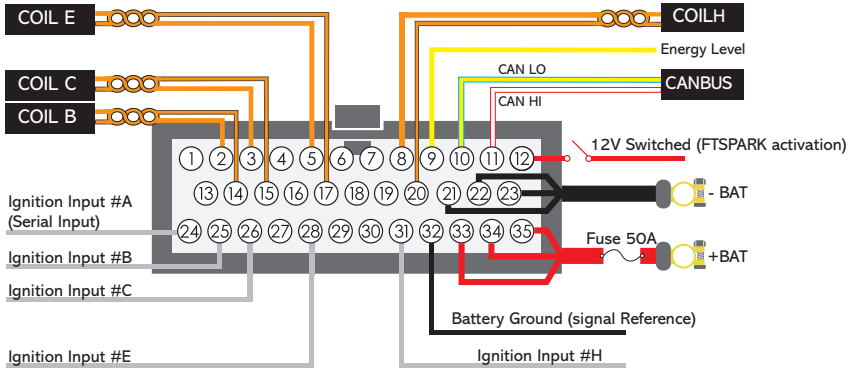 COIL E
COILH
Energy Level
COIL C
CAN LO
CANBUS
CAN HI
COIL B
12V Switched (FTSPARK activation)
1 2 3 4 5 6 7 8 9 10 11 12
13 14 15 16 17 18 19 20 21 22 23
- BAT
Ignition Input #A
(Serial Input)
24 25 26 27 28 29 30 31 32 33 34 35
Fuse 50A
+BAT
Ignition Input #B
Ignition Input #C
Battery Ground (signal Reference)
Ignition Input #E
Ignition Input #H